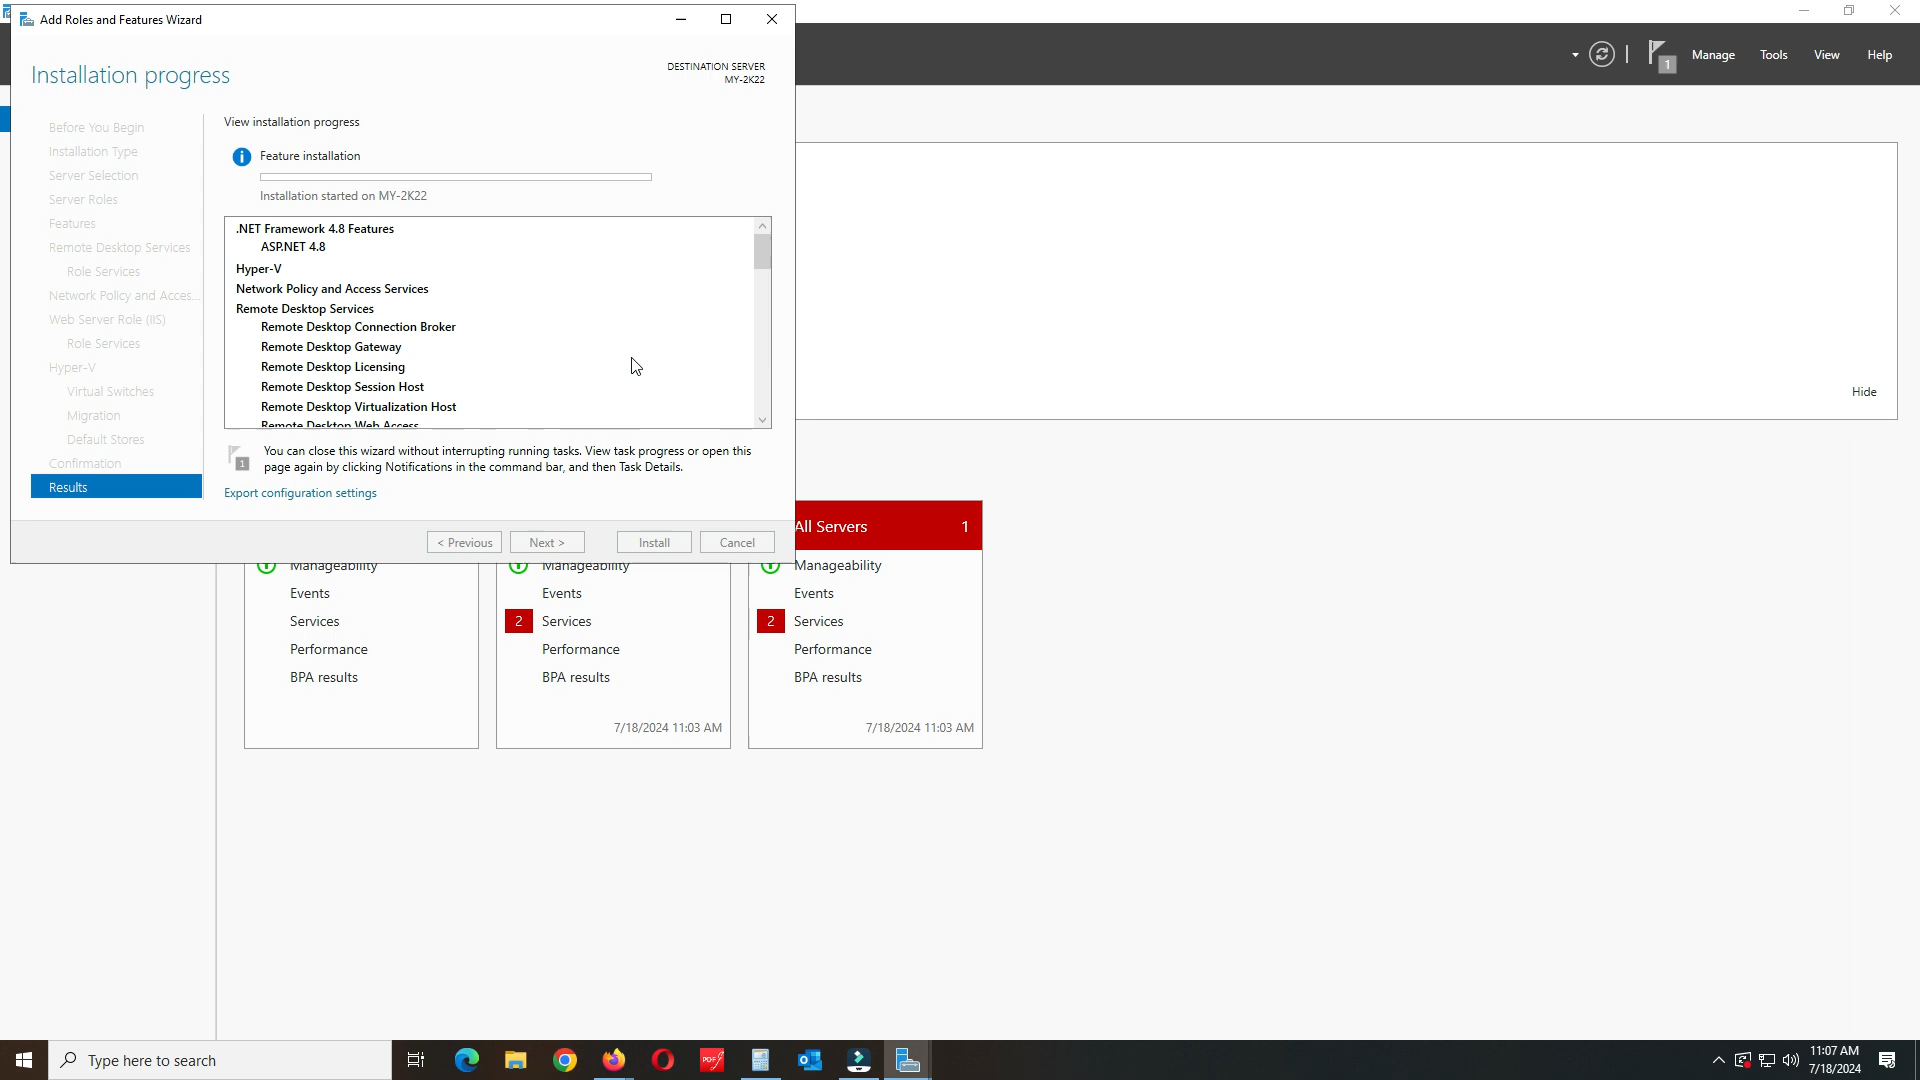 Add Roles and Features Wizard
Manage
Tools
View
Help
1
Installation progress
DESTINATION SERVER
MY-2K22
Before You Begin
Installation Type
Server Selection
Server Roles
Features
Remote Desktop Services
Role Services
Network Policy and Acces...
Web Server Role (IIS)
Role Services
Hyper-V
Virtual Switches
Migration
Default Stores
Confirmation
Results
View installation progress
Feature installation
Installation started on MY-2K22
.NET Framework 4.8 Features
ASP.NET 4.8
Hyper-V
Network Policy and Access Services
Remote Desktop Services
Remote Desktop Connection Broker
Remote Desktop Gateway
Remote Desktop Licensing
Remote Desktop Session Host
Remote Desktop Virtualization Host
Remote Desktop Web Access
1
You can close this wizard without interrupting running tasks. View task progress or open this
page again by clicking Notifications in the command bar, and then Task Details.
Export configuration settings
< Previous
Next >
Install
Cancel
Hide
All Servers 1
Manageability
Events
Services
Performance
BPA results
Manageability
Events
2 Services
Performance
BPA results
7/18/2024 11:03 AM
Manageability
Events
2 Services
Performance
BPA results
7/18/2024 11:03 AM
Type here to search
PDF
11:07 AM
7/18/2024